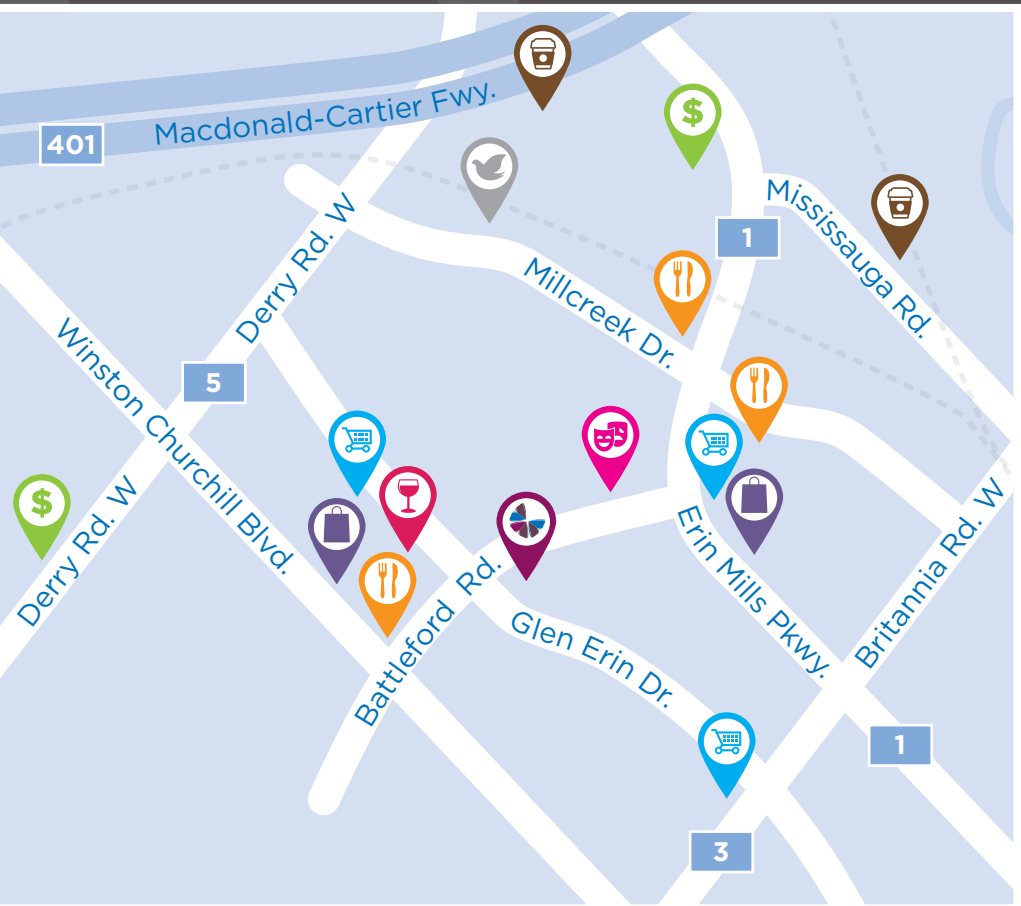 Macdonald-Cartier Fwy.
401
$
Mississauga Rd.
Derry Rd. W
1
Millcreek Dr.
Winston Churchill Blvd.
5
$
Derry Rd. W
Erin Mills Pkwy.
Britannia Rd. W
Battleford Rd.
Glen Erin Dr.
1
3